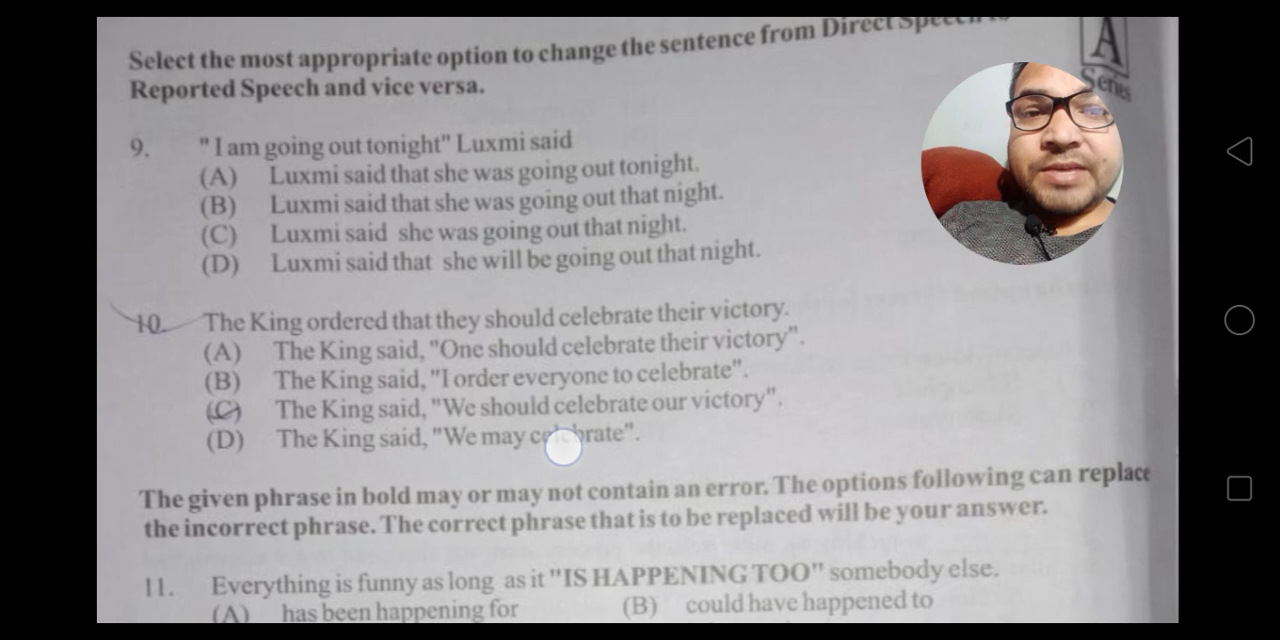 Select the most appropriate option to change the sentence from Direct Speech to
Reported Speech and vice versa.
A
Series
9. " I am going out tonight" Luxmi said
(A) Luxmi said that she was going out tonight.
(B) Luxmi said that she was going out that night.
(C) Luxmi said she was going out that night.
(D) Luxmi said that she will be going out that night.
10. The King ordered that they should celebrate their victory.
(A) The King said, "One should celebrate their victory".
(B) The King said, "I order everyone to celebrate".
(C) The King said, "We should celebrate our victory".
(D) The King said, "We may celebrate".
The given phrase in bold may or may not contain an error. The options following can replace
the incorrect phrase. The correct phrase that is to be replaced will be your answer.
11. Everything is funny as long as it "IS HAPPENING TOO" somebody else.
(A) has been happening for (B) could have happened to